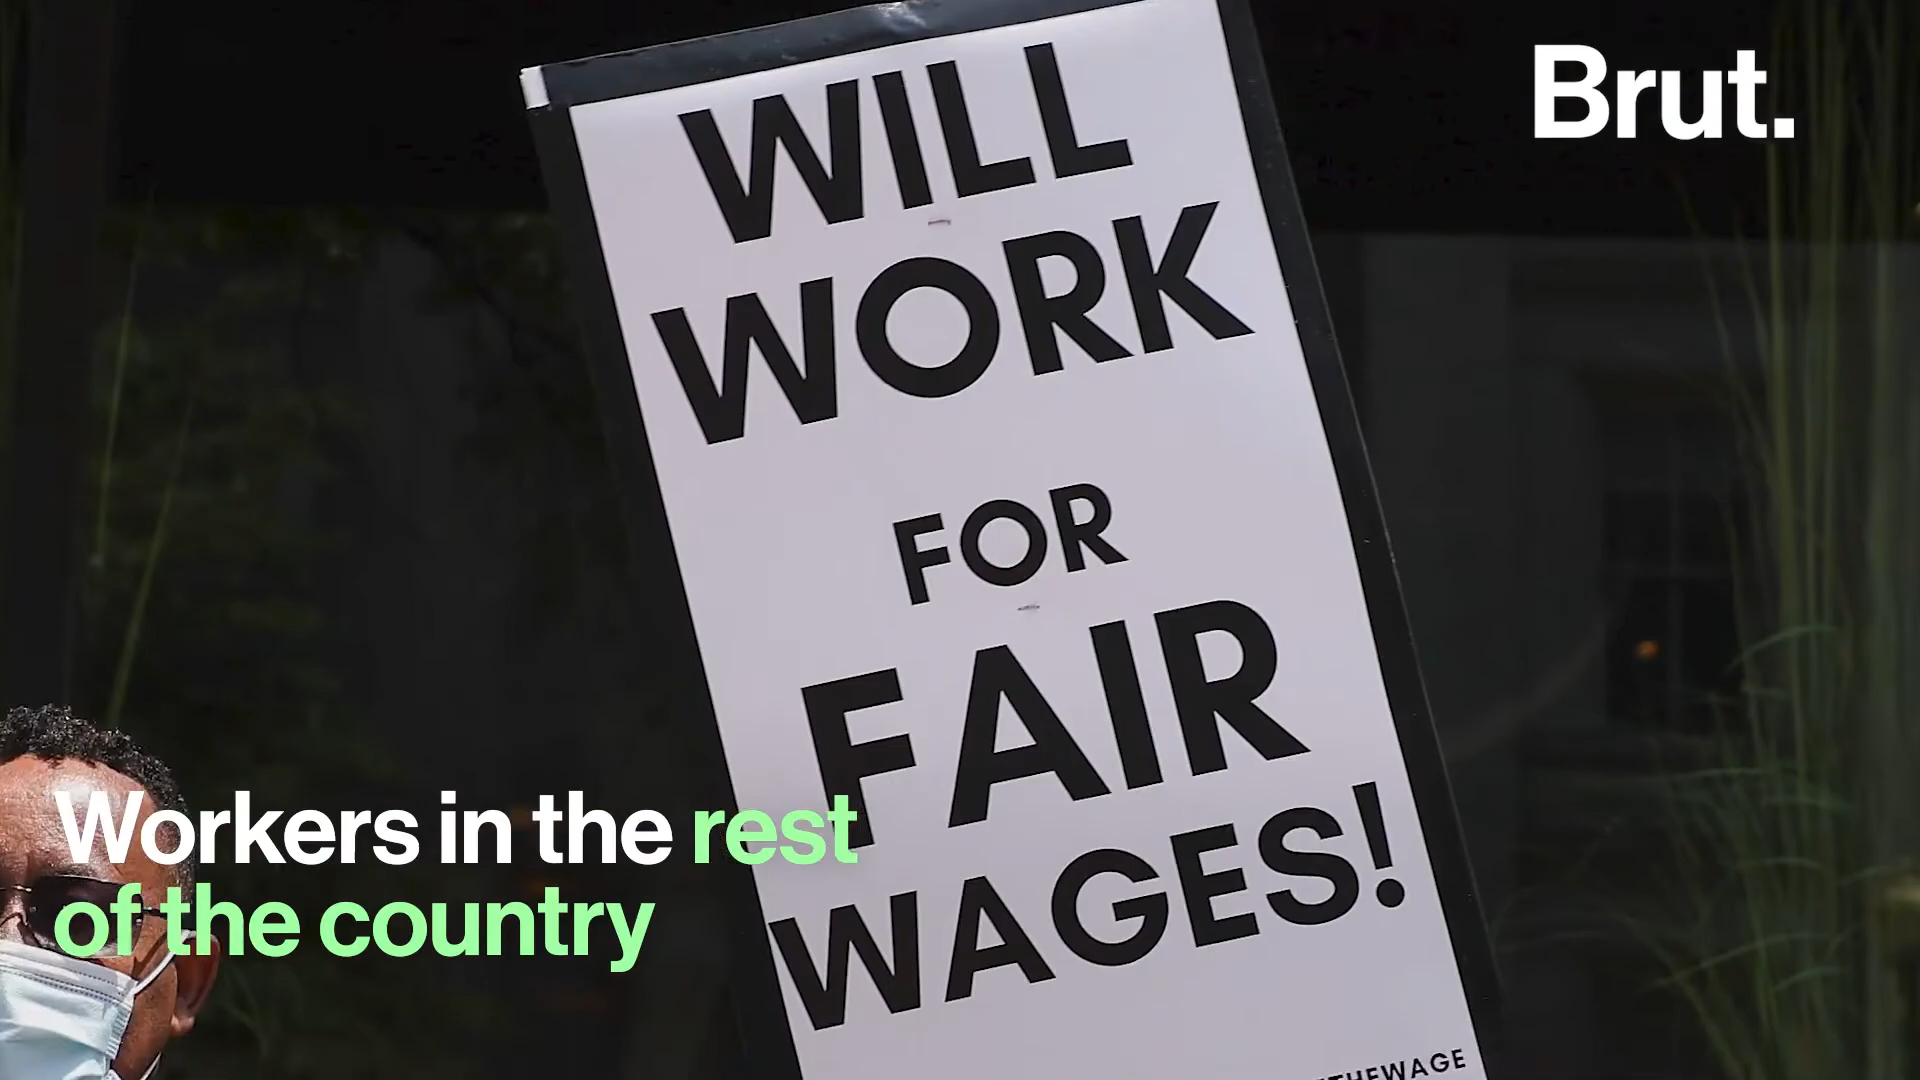 Brut.
WILL
WORK
FOR
FAIR
WAGES!
Workers in the rest
of the country